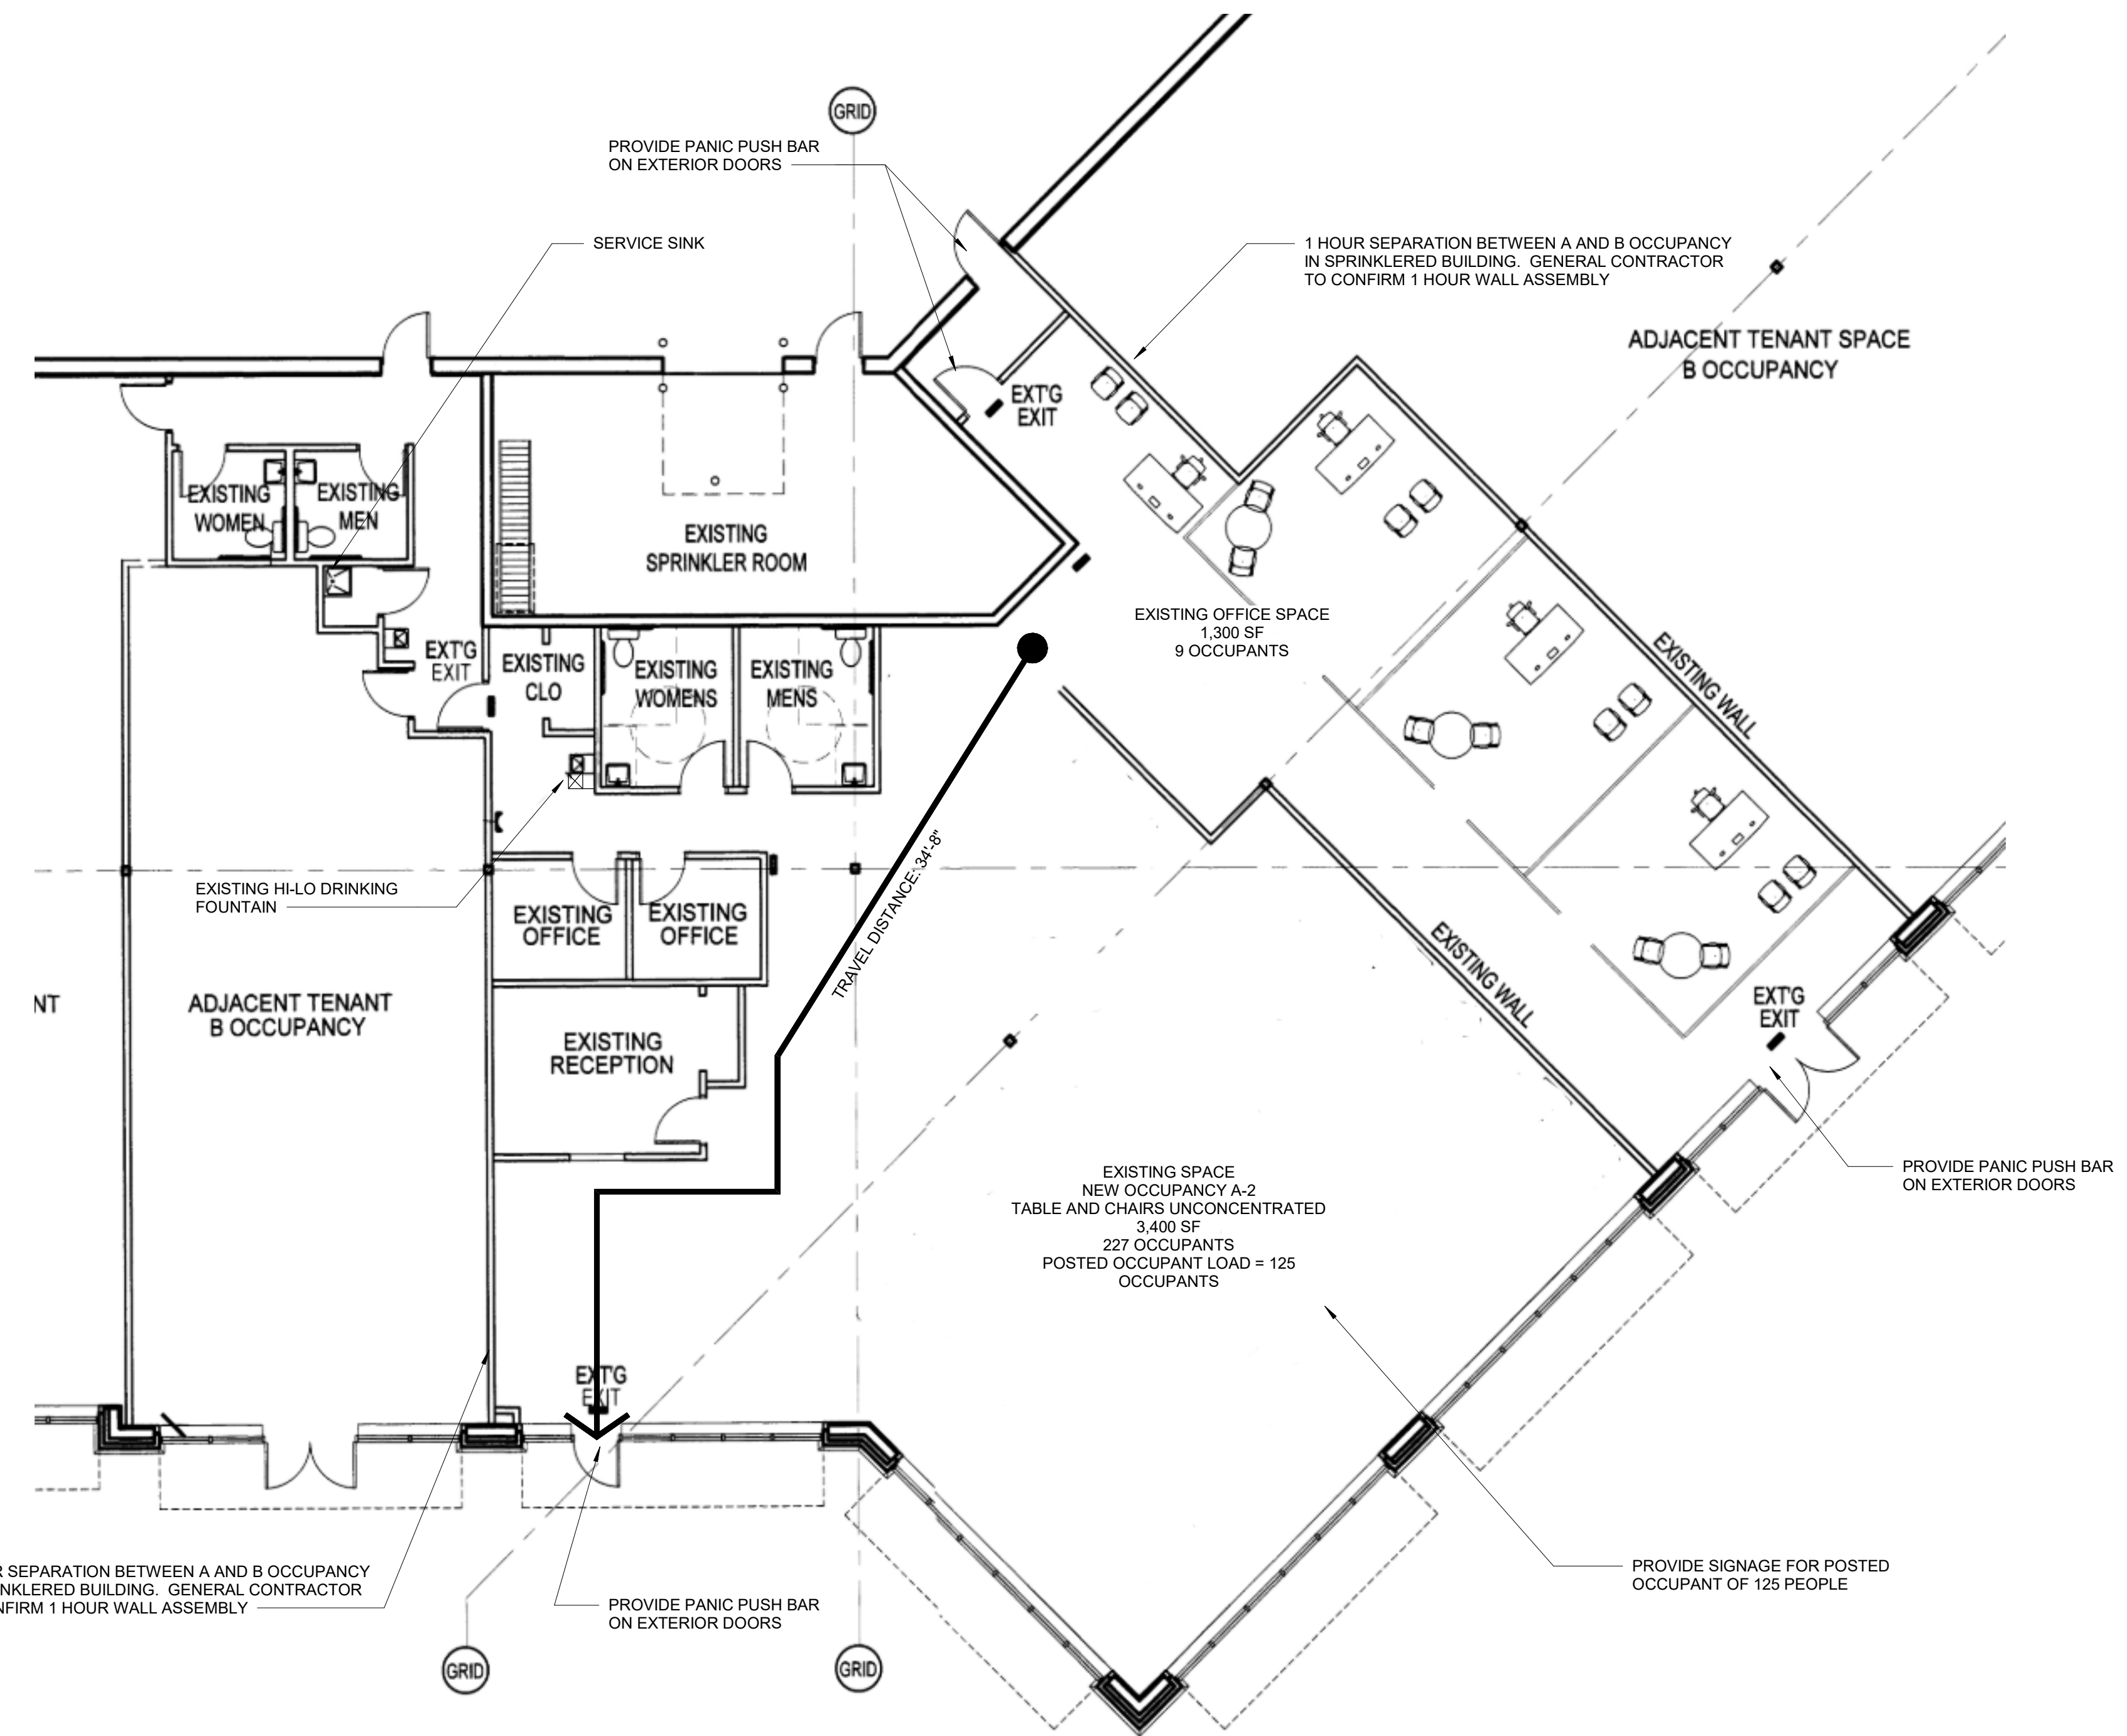 GRID
PROVIDE PANIC PUSH BAR
ON EXTERIOR DOORS
SERVICE SINK
1 HOUR SEPARATION BETWEEN A AND B OCCUPANCY
IN SPRINKLERED BUILDING. GENERAL CONTRACTOR
TO CONFIRM 1 HOUR WALL ASSEMBLY
ADJACENT TENANT SPACE
B OCCUPANCY
EXT'G
EXIT
EXISTING
WOMEN
EXISTING
MEN
EXISTING
SPRINKLER ROOM
EXISTING OFFICE SPACE
1,300 SF
9 OCCUPANTS
EXT'G
EXIT
EXISTING
CLO
EXISTING
WOMENS
EXISTING
MENS
EXISTING WALL
TRAVEL DISTANCE: 34'-8"
EXISTING HI-LO DRINKING
FOUNTAIN
EXISTING
OFFICE
EXISTING
OFFICE
EXISTING WALL
NT
ADJACENT TENANT
B OCCUPANCY
EXISTING
RECEPTION
EXT'G
EXIT
EXISTING SPACE
NEW OCCUPANCY A-2
TABLE AND CHAIRS UNCONCENTRATED
3,400 SF
227 OCCUPANTS
POSTED OCCUPANT LOAD = 125
OCCUPANTS
PROVIDE PANIC PUSH BAR
ON EXTERIOR DOORS
EXT'G
EXIT
R SEPARATION BETWEEN A AND B OCCUPANCY
NKLERED BUILDING. GENERAL CONTRACTOR
NFIRM 1 HOUR WALL ASSEMBLY
PROVIDE PANIC PUSH BAR
ON EXTERIOR DOORS
PROVIDE SIGNAGE FOR POSTED
OCCUPANT OF 125 PEOPLE
GRID
GRID